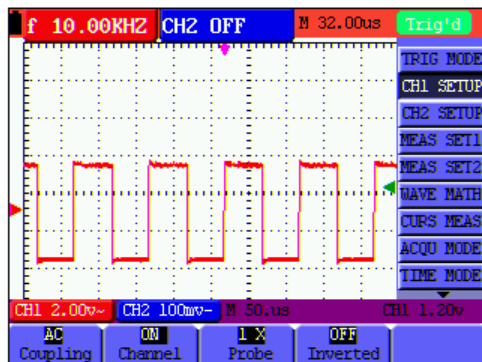 f 10.00KHZ CH2 OFF M 32.00us Trig'd
TRIG MODE
CH1 SETUP
CH2 SETUP
MEAS SET1
MEAS SET2
WAVE MATH
CURS MEAS
ACQU MODE
TIME MODE
CH1 2.00v~ CH2 100mv- M 50.us CH1 1.20v
AC ON 1 X OFF
Coupling Channel Probe Inverted